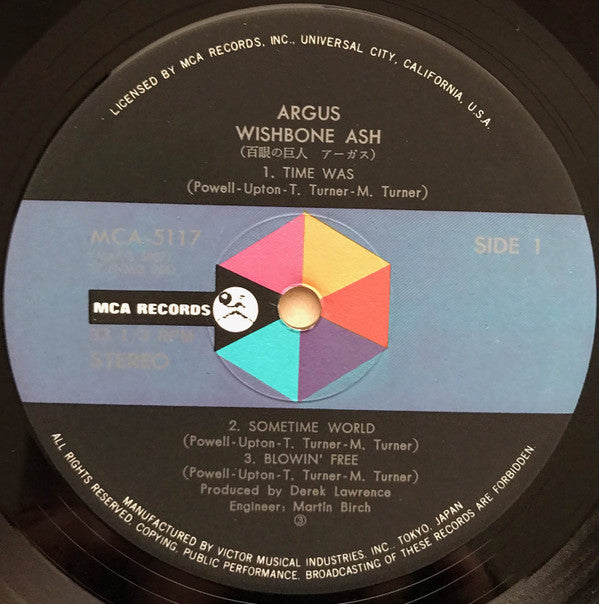 LICENSED BY MCA RECORDS, INC., UNIVERSAL CITY, CALIFORNIA, U.S.A.
ARGUS
WISHBONE ASH
(百眼の巨人 アーガス)
1. TIME WAS
(Powell-Upton-T. Turner-M. Turner)
MCA-5117
SIDE 1
MCA RECORDS
33 1/3 RPM
STEREO
2. SOMETIME WORLD
(Powell-Upton-T. Turner-M. Turner)
3. BLOWIN' FREE
(Powell-Upton-T. Turner-M. Turner)
Produced by Derek Lawrence
Engineer: Martin Birch
③
MANUFACTURED BY VICTOR MUSICAL INDUSTRIES, INC. TOKYO, JAPAN
ALL RIGHTS RESERVED. COPYING, PUBLIC PERFORMANCE, BROADCASTING OF THESE RECORDS ARE FORBIDDEN.